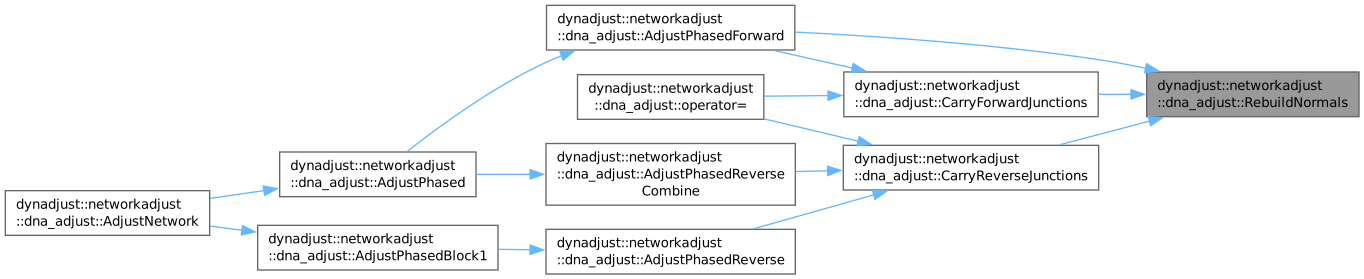 dynadjust::networkadjust
::dna_adjust::AdjustPhasedForward
dynadjust::networkadjust
::dna_adjust::operator=
dynadjust::networkadjust
::dna_adjust::CarryForwardJunctions
dynadjust::networkadjust
::dna_adjust::RebuildNormals
dynadjust::networkadjust
::dna_adjust::AdjustPhased
dynadjust::networkadjust
::dna_adjust::AdjustPhasedReverse
Combine
dynadjust::networkadjust
::dna_adjust::CarryReverseJunctions
dynadjust::networkadjust
::dna_adjust::AdjustNetwork
dynadjust::networkadjust
::dna_adjust::AdjustPhasedBlock1
dynadjust::networkadjust
::dna_adjust::AdjustPhasedReverse